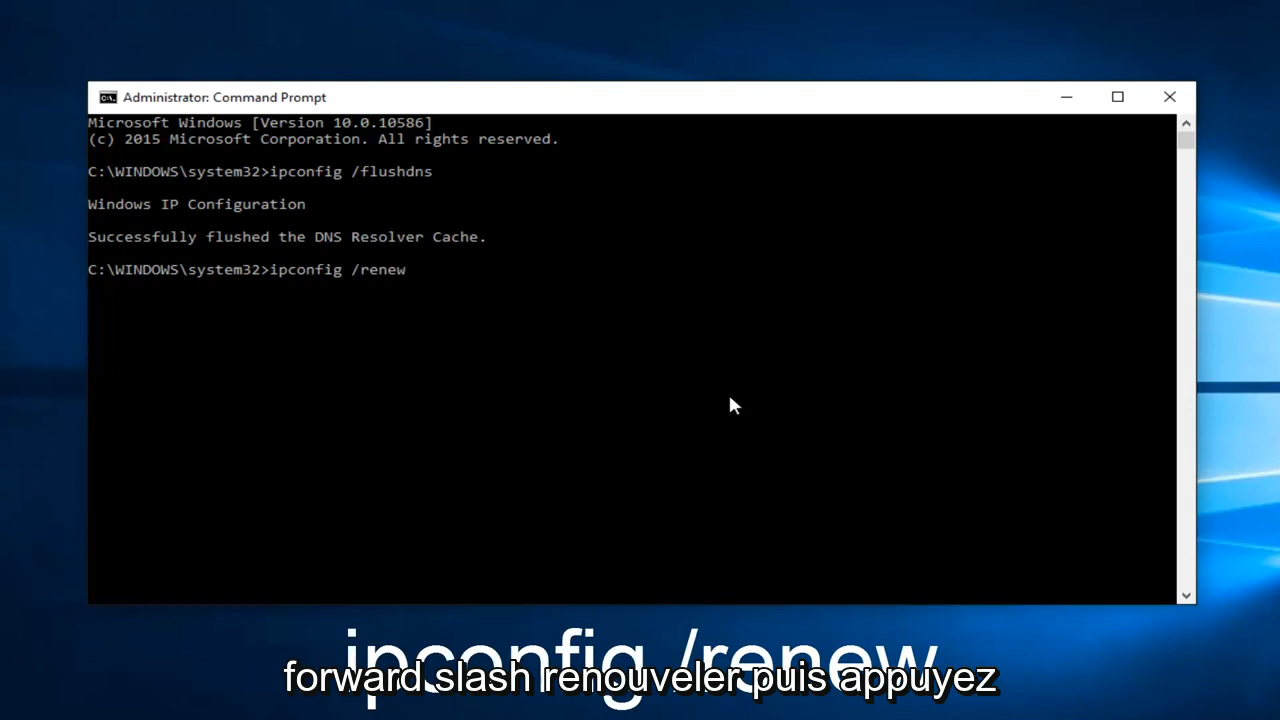 Administrator: Command Prompt
Microsoft Windows [Version 10.0.10586]
(c) 2015 Microsoft Corporation. All rights reserved.
C:\WINDOWS\system32>ipconfig /flushdns
Windows IP Configuration
Successfully flushed the DNS Resolver Cache.
C:\WINDOWS\system32>ipconfig /renew
ipconfig /renew
forward slash renouveler puis appuyez